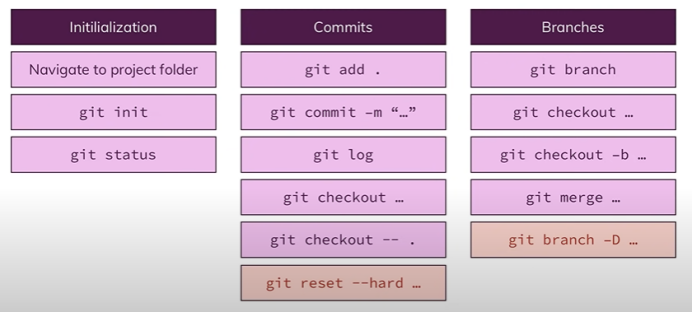 Initilialization
Navigate to project folder
git init
git status
Commits
git add .
git commit –m “…”
git log
git checkout …
git checkout -- .
git reset --hard …
Branches
git branch
git checkout …
git checkout –b …
git merge …
git branch –D …